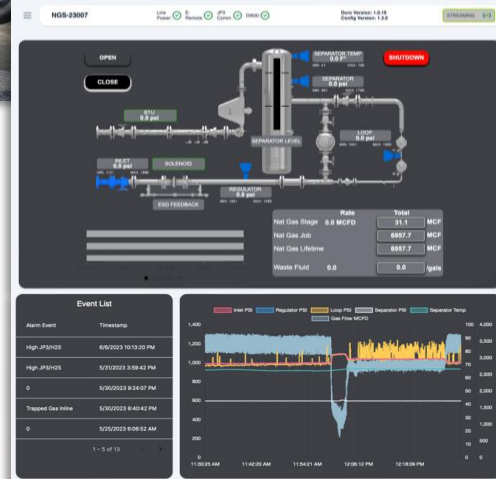 NGS-23007
Line Power
E-Remote
JP3 Comm
D800
Duro Version: 1.0.18
Config Version: 1.3.0
STREAMING
OPEN
CLOSE
SEPARATOR TEMP
0.0 F°
SHUTDOWN
SEPARATOR
0.0 psi
BTU
0.0 psi
SEPARATOR LEVEL
LOOP
0.0 psi
INLET
0.0 psi
SOLENOID
REGULATOR
0.0 psi
ESD FEEDBACK
Rate Total
Nat Gas Stage 0.0 MCFD 31.1 MCF
Nat Gas Job 6957.7 MCF
Nat Gas Lifetime 6957.7 MCF
Waste Fluid 0.0 0.0 /gals
Event List
Alarm Event Timestamp
High JP3/H2S 6/6/2023 10:13:20 PM
High JP3/H2S 5/31/2023 3:59:42 PM
0 5/30/2023 9:24:07 PM
Trapped Gas Inline 5/30/2023 6:40:42 PM
0 5/25/2023 6:06:52 AM
1 – 5 of 13
Inlet PSI Regulator PSI Loop PSI Separator PSI Separator Temp
Gas Flow MCFD
1,400 100 4,000
1,200 90 3,500
80 3,000
1,000 70 2,500
800 60
600 50 2,000
40 1,500
400 30 1,000
200 20
10 500
0 0 0
11:30:25 AM 11:42:20 AM 11:54:21 AM 12:06:12 PM 12:18:09 PM